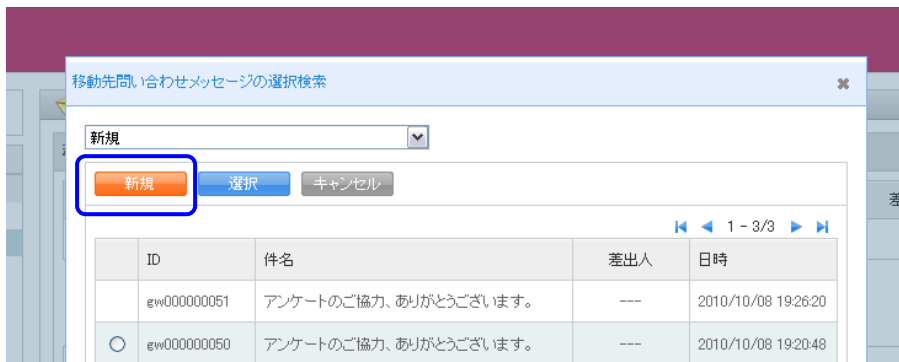 移動先問い合わせメッセージの選択検索
新規
新規 選択 キャンセル
1 - 3/3
ID 件名 差出人 日時
gw000000051 アンケートのご協力、ありがとうございます。 --- 2010/10/08 19:26:20
gw000000050 アンケートのご協力、ありがとうございます。 --- 2010/10/08 19:20:48